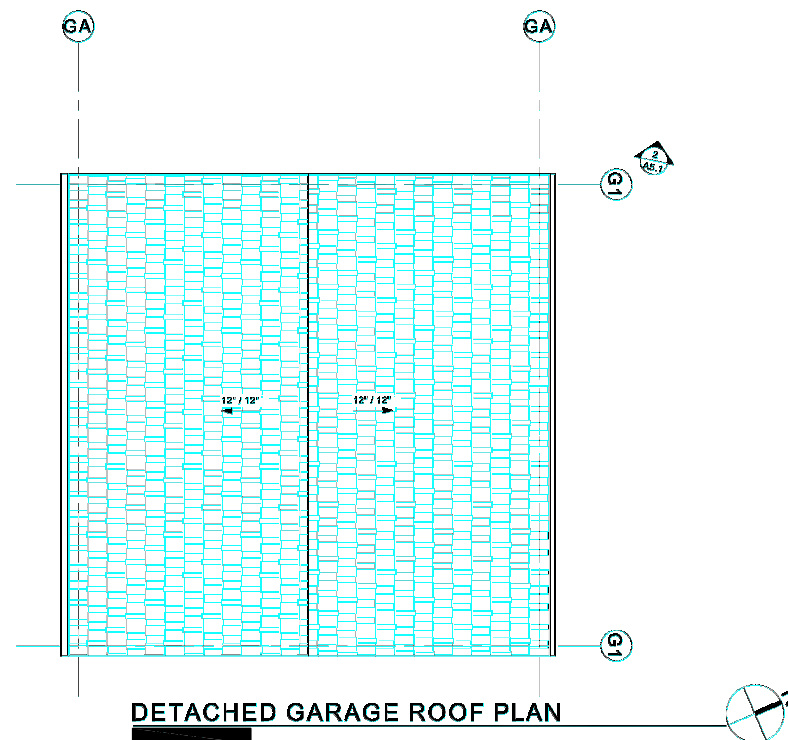 GA GA
2
A5.1
G1
12" / 12" 12" / 12"
G1
DETACHED GARAGE ROOF PLAN